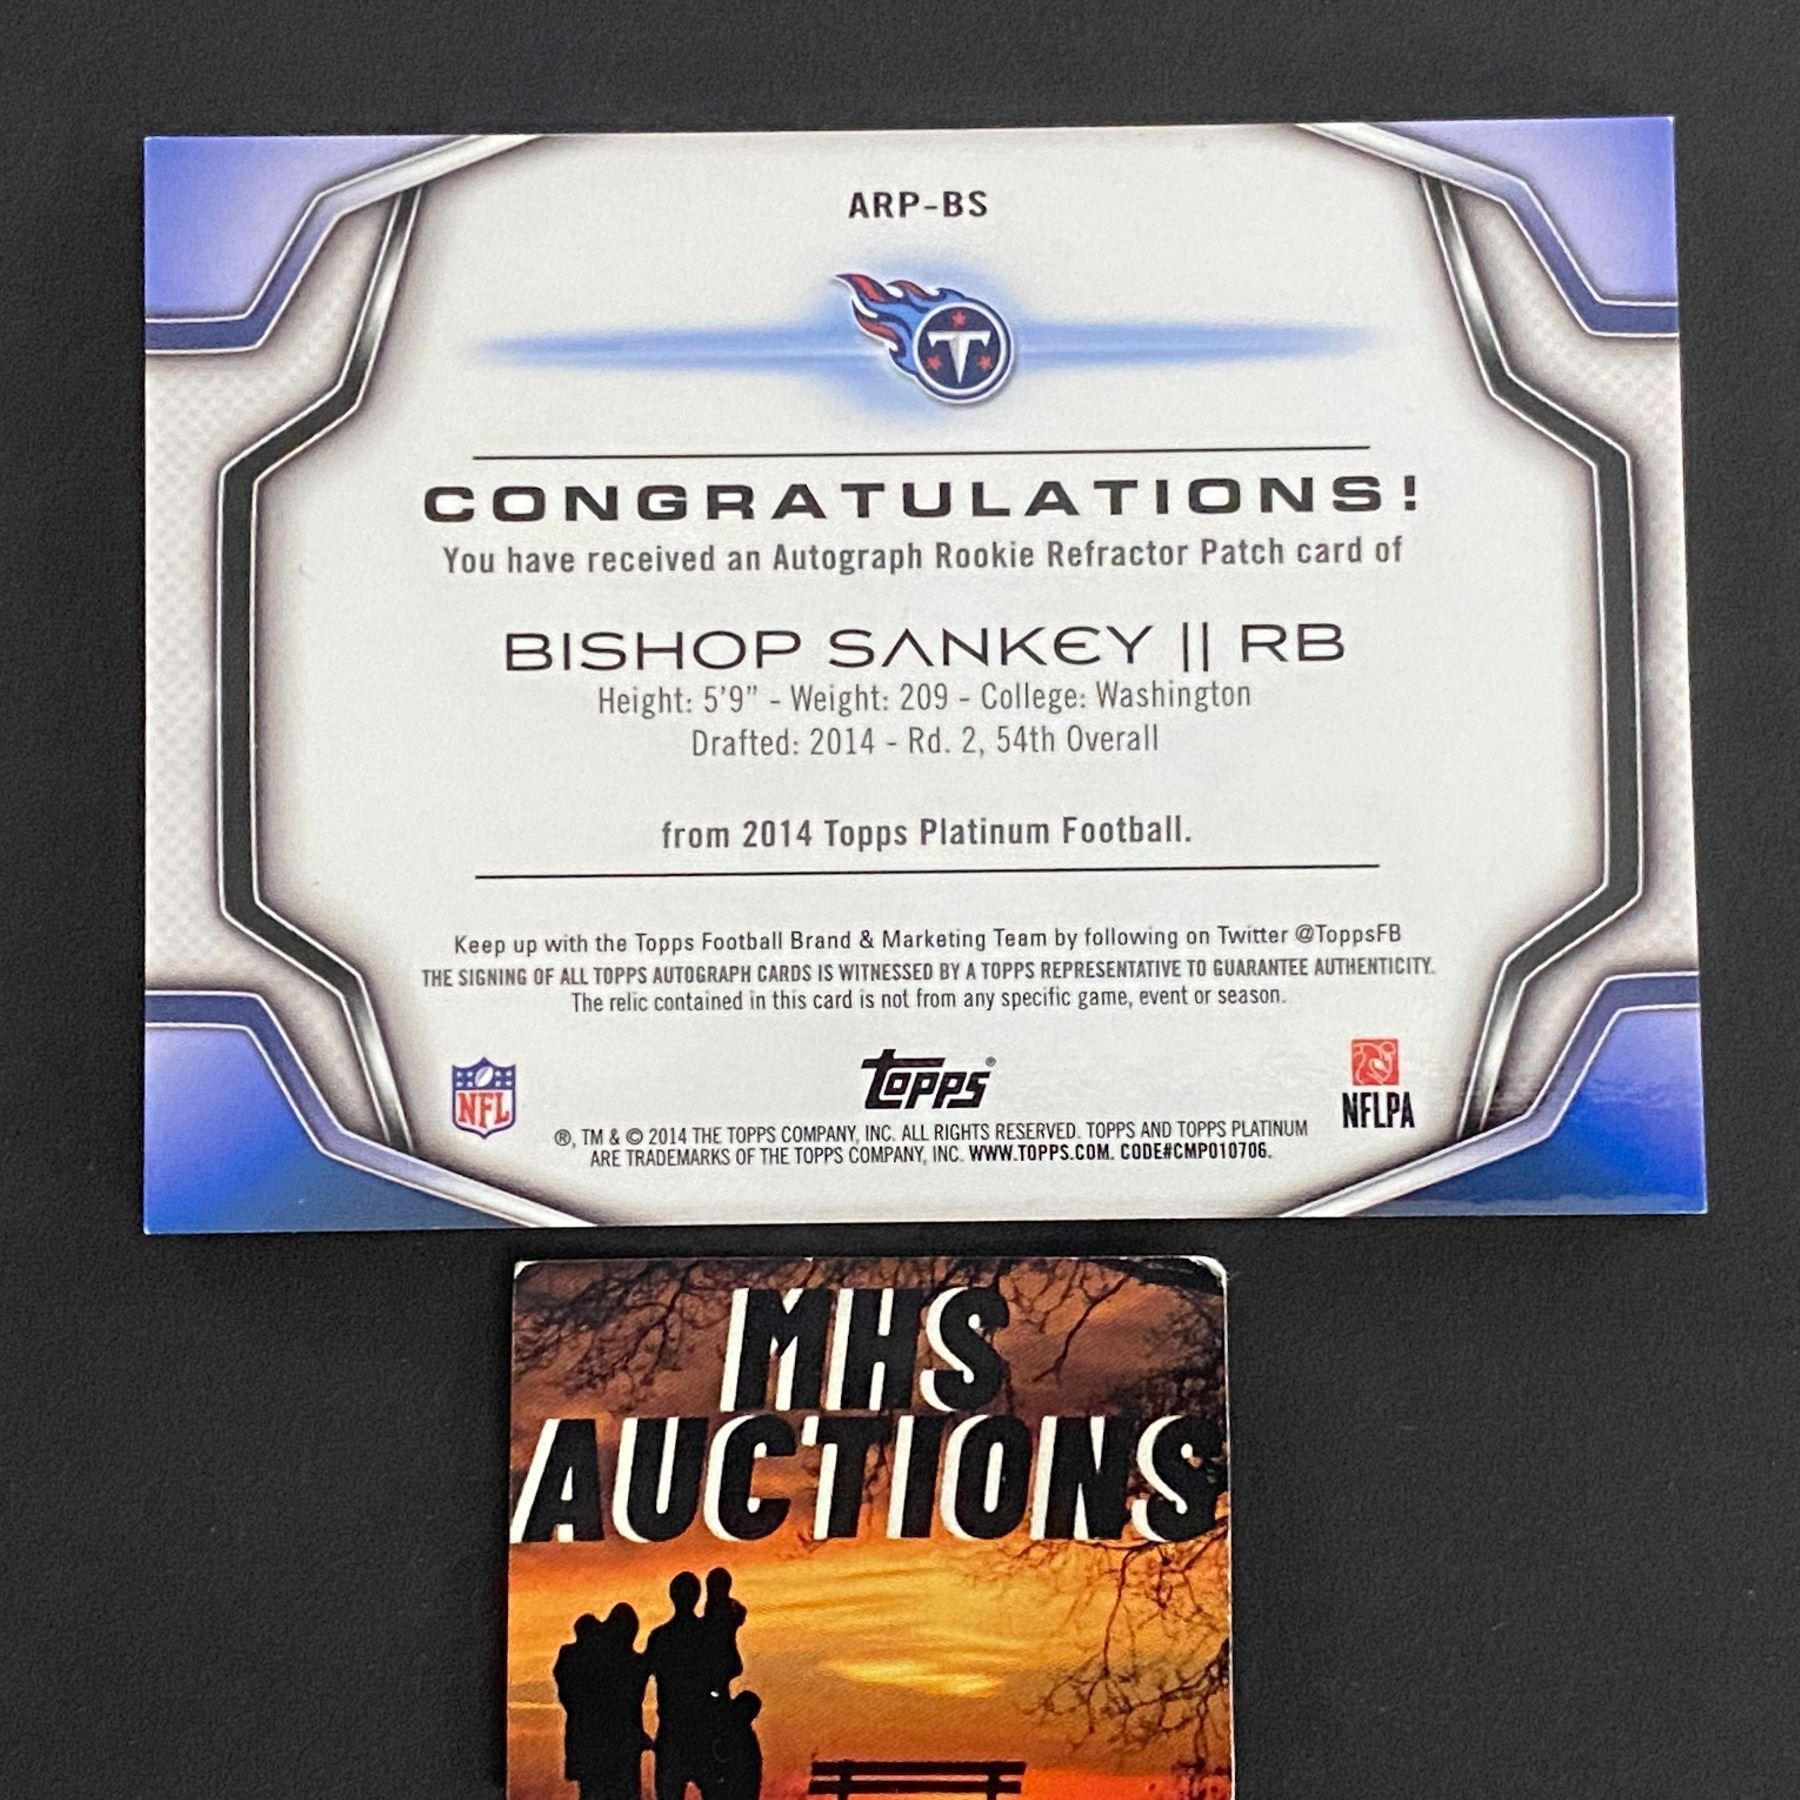 ARP-BS
T
CONGRATULATIONS!
You have received an Autograph Rookie Refractor Patch card of
BISHOP SANKEY || RB
Height: 5'9" - Weight: 209 - College: Washington
Drafted: 2014 - Rd. 2, 54th Overall
from 2014 Topps Platinum Football.
Keep up with the Topps Football Brand & Marketing Team by following on Twitter @ToppsFB
THE SIGNING OF ALL TOPPS AUTOGRAPH CARDS IS WITNESSED BY A TOPPS REPRESENTATIVE TO GUARANTEE AUTHENTICITY.
The relic contained in this card is not from any specific game, event or season.
NFL
Topps®
NFLPA
®, TM & © 2014 THE TOPPS COMPANY, INC. ALL RIGHTS RESERVED. TOPPS AND TOPPS PLATINUM
ARE TRADEMARKS OF THE TOPPS COMPANY, INC. WWW.TOPPS.COM. CODE#CMP010706.
MHS
AUCTIONS